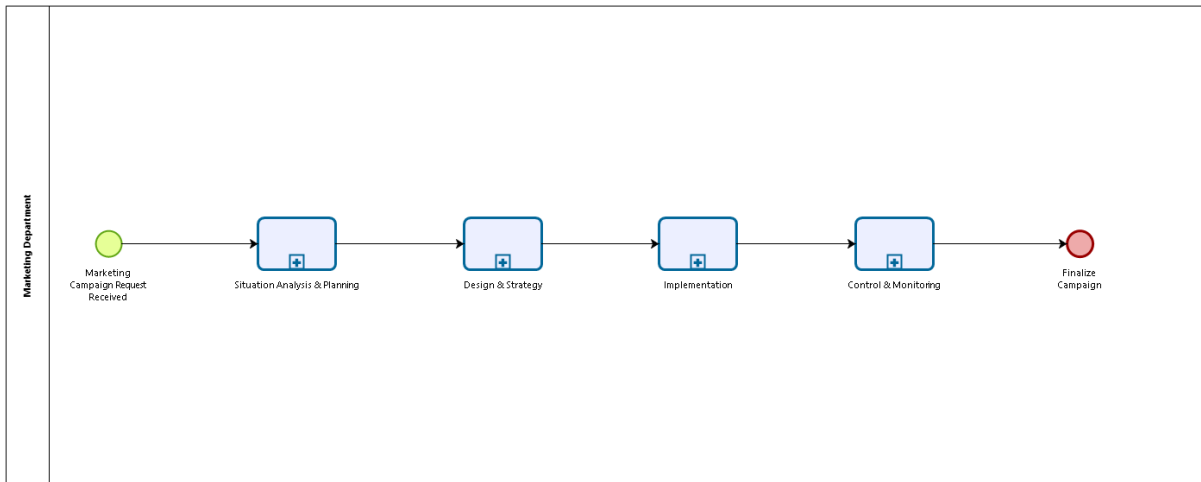 Marketing Department
Marketing
Campaign Request
Received
Situation Analysis & Planning
Design & Strategy
Implementation
Control & Monitoring
Finalize
Campaign